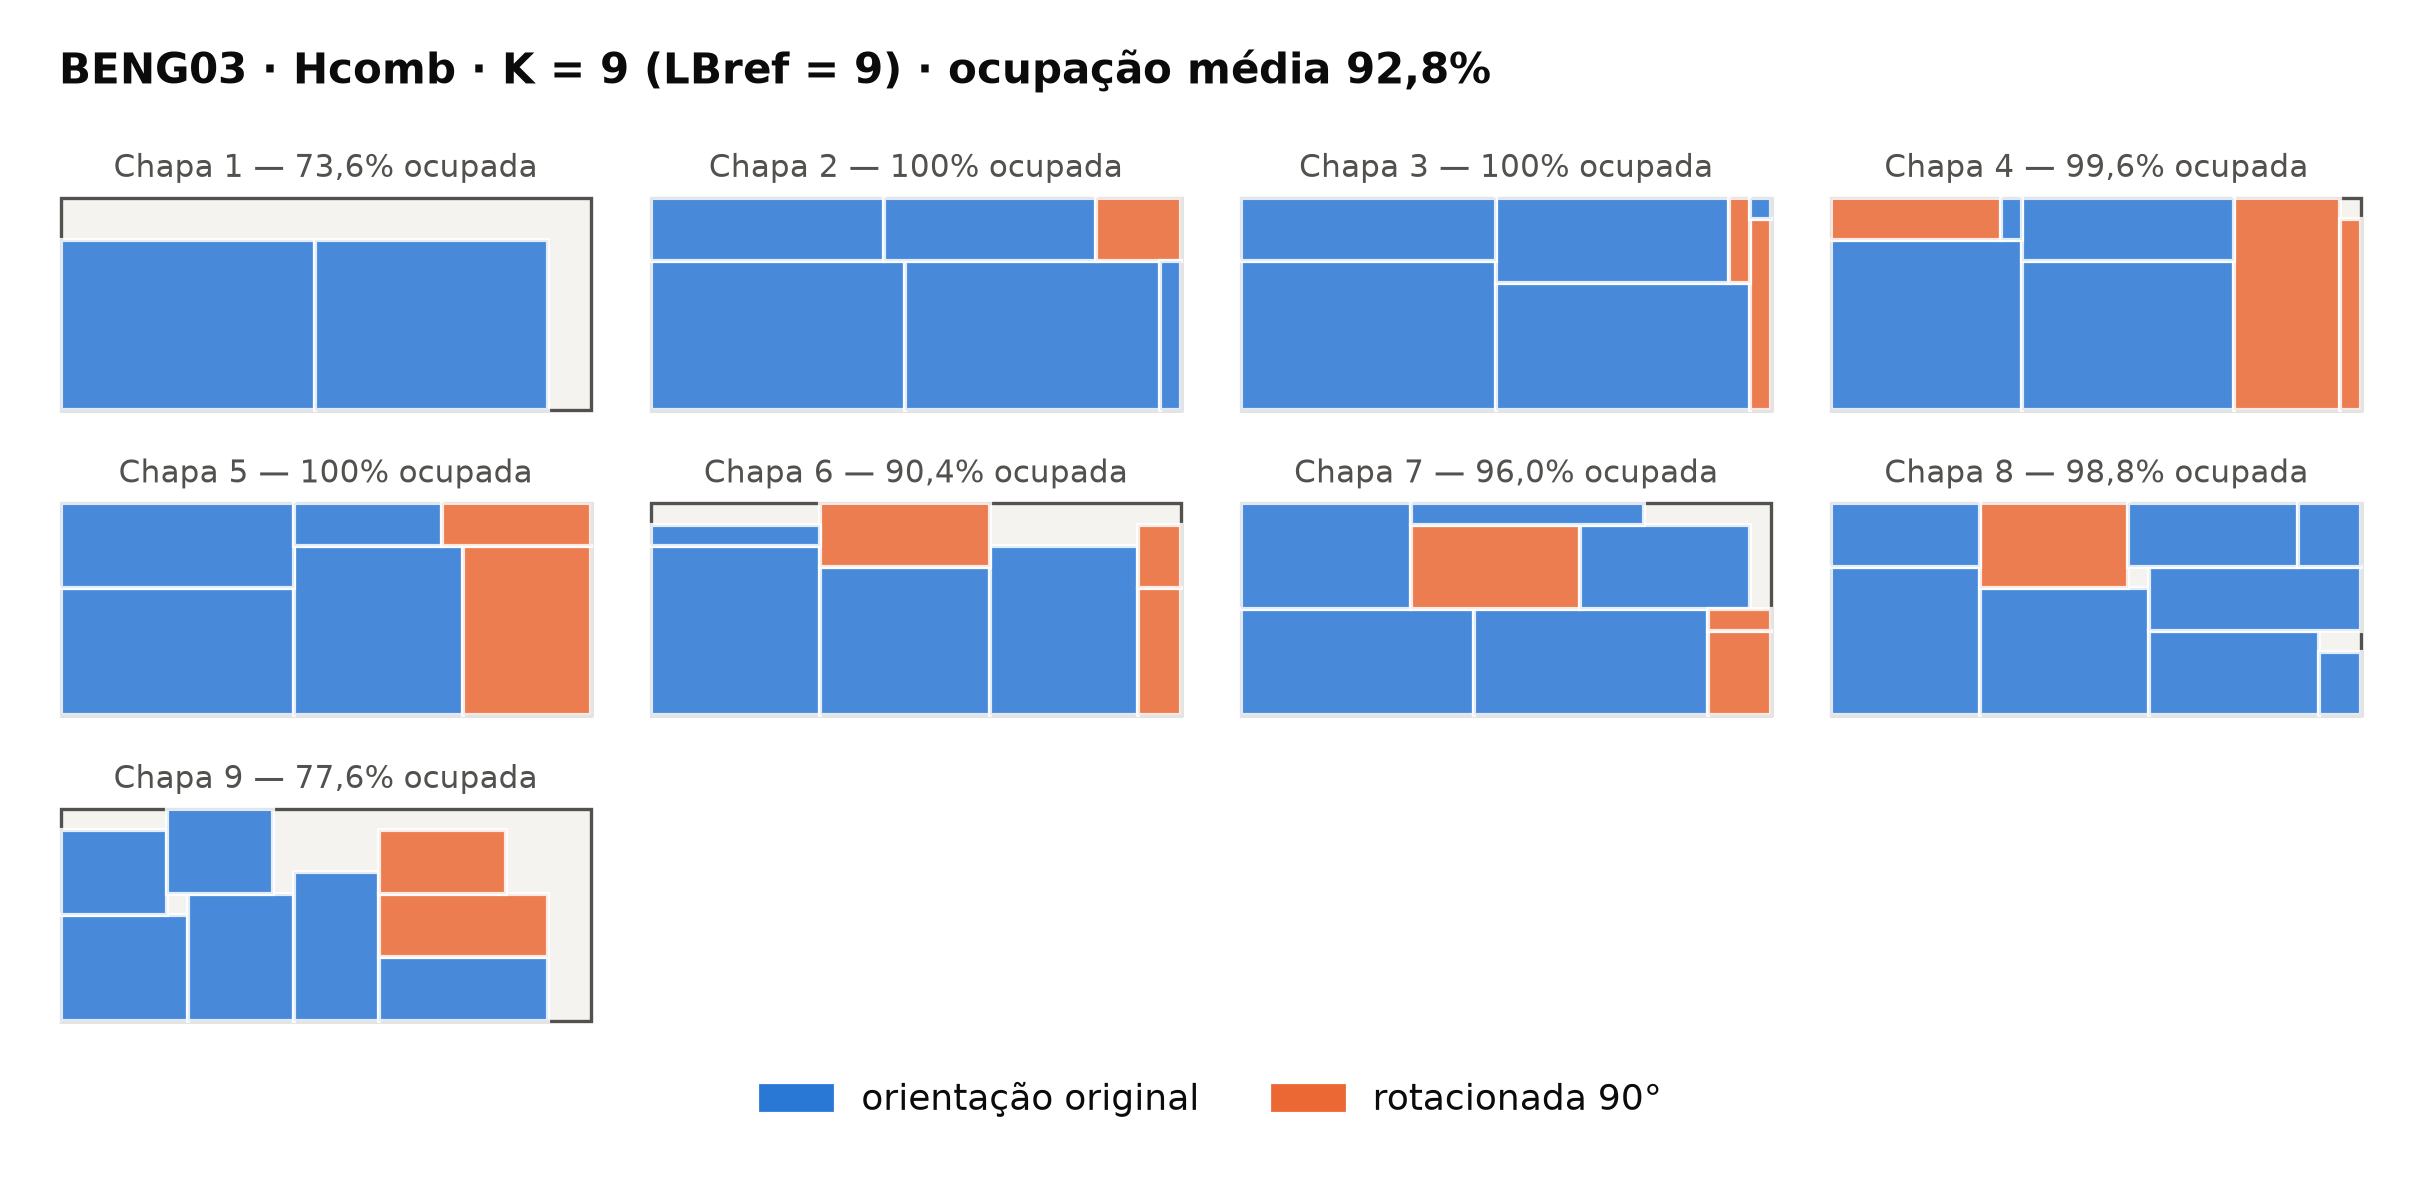 BENG03 · Hcomb · K = 9 (LBref = 9) · ocupação média 92,8%
Chapa 1 — 73,6% ocupada
Chapa 2 — 100% ocupada
Chapa 3 — 100% ocupada
Chapa 4 — 99,6% ocupada
Chapa 5 — 100% ocupada
Chapa 6 — 90,4% ocupada
Chapa 7 — 96,0% ocupada
Chapa 8 — 98,8% ocupada
Chapa 9 — 77,6% ocupada
orientação original
rotacionada 90°